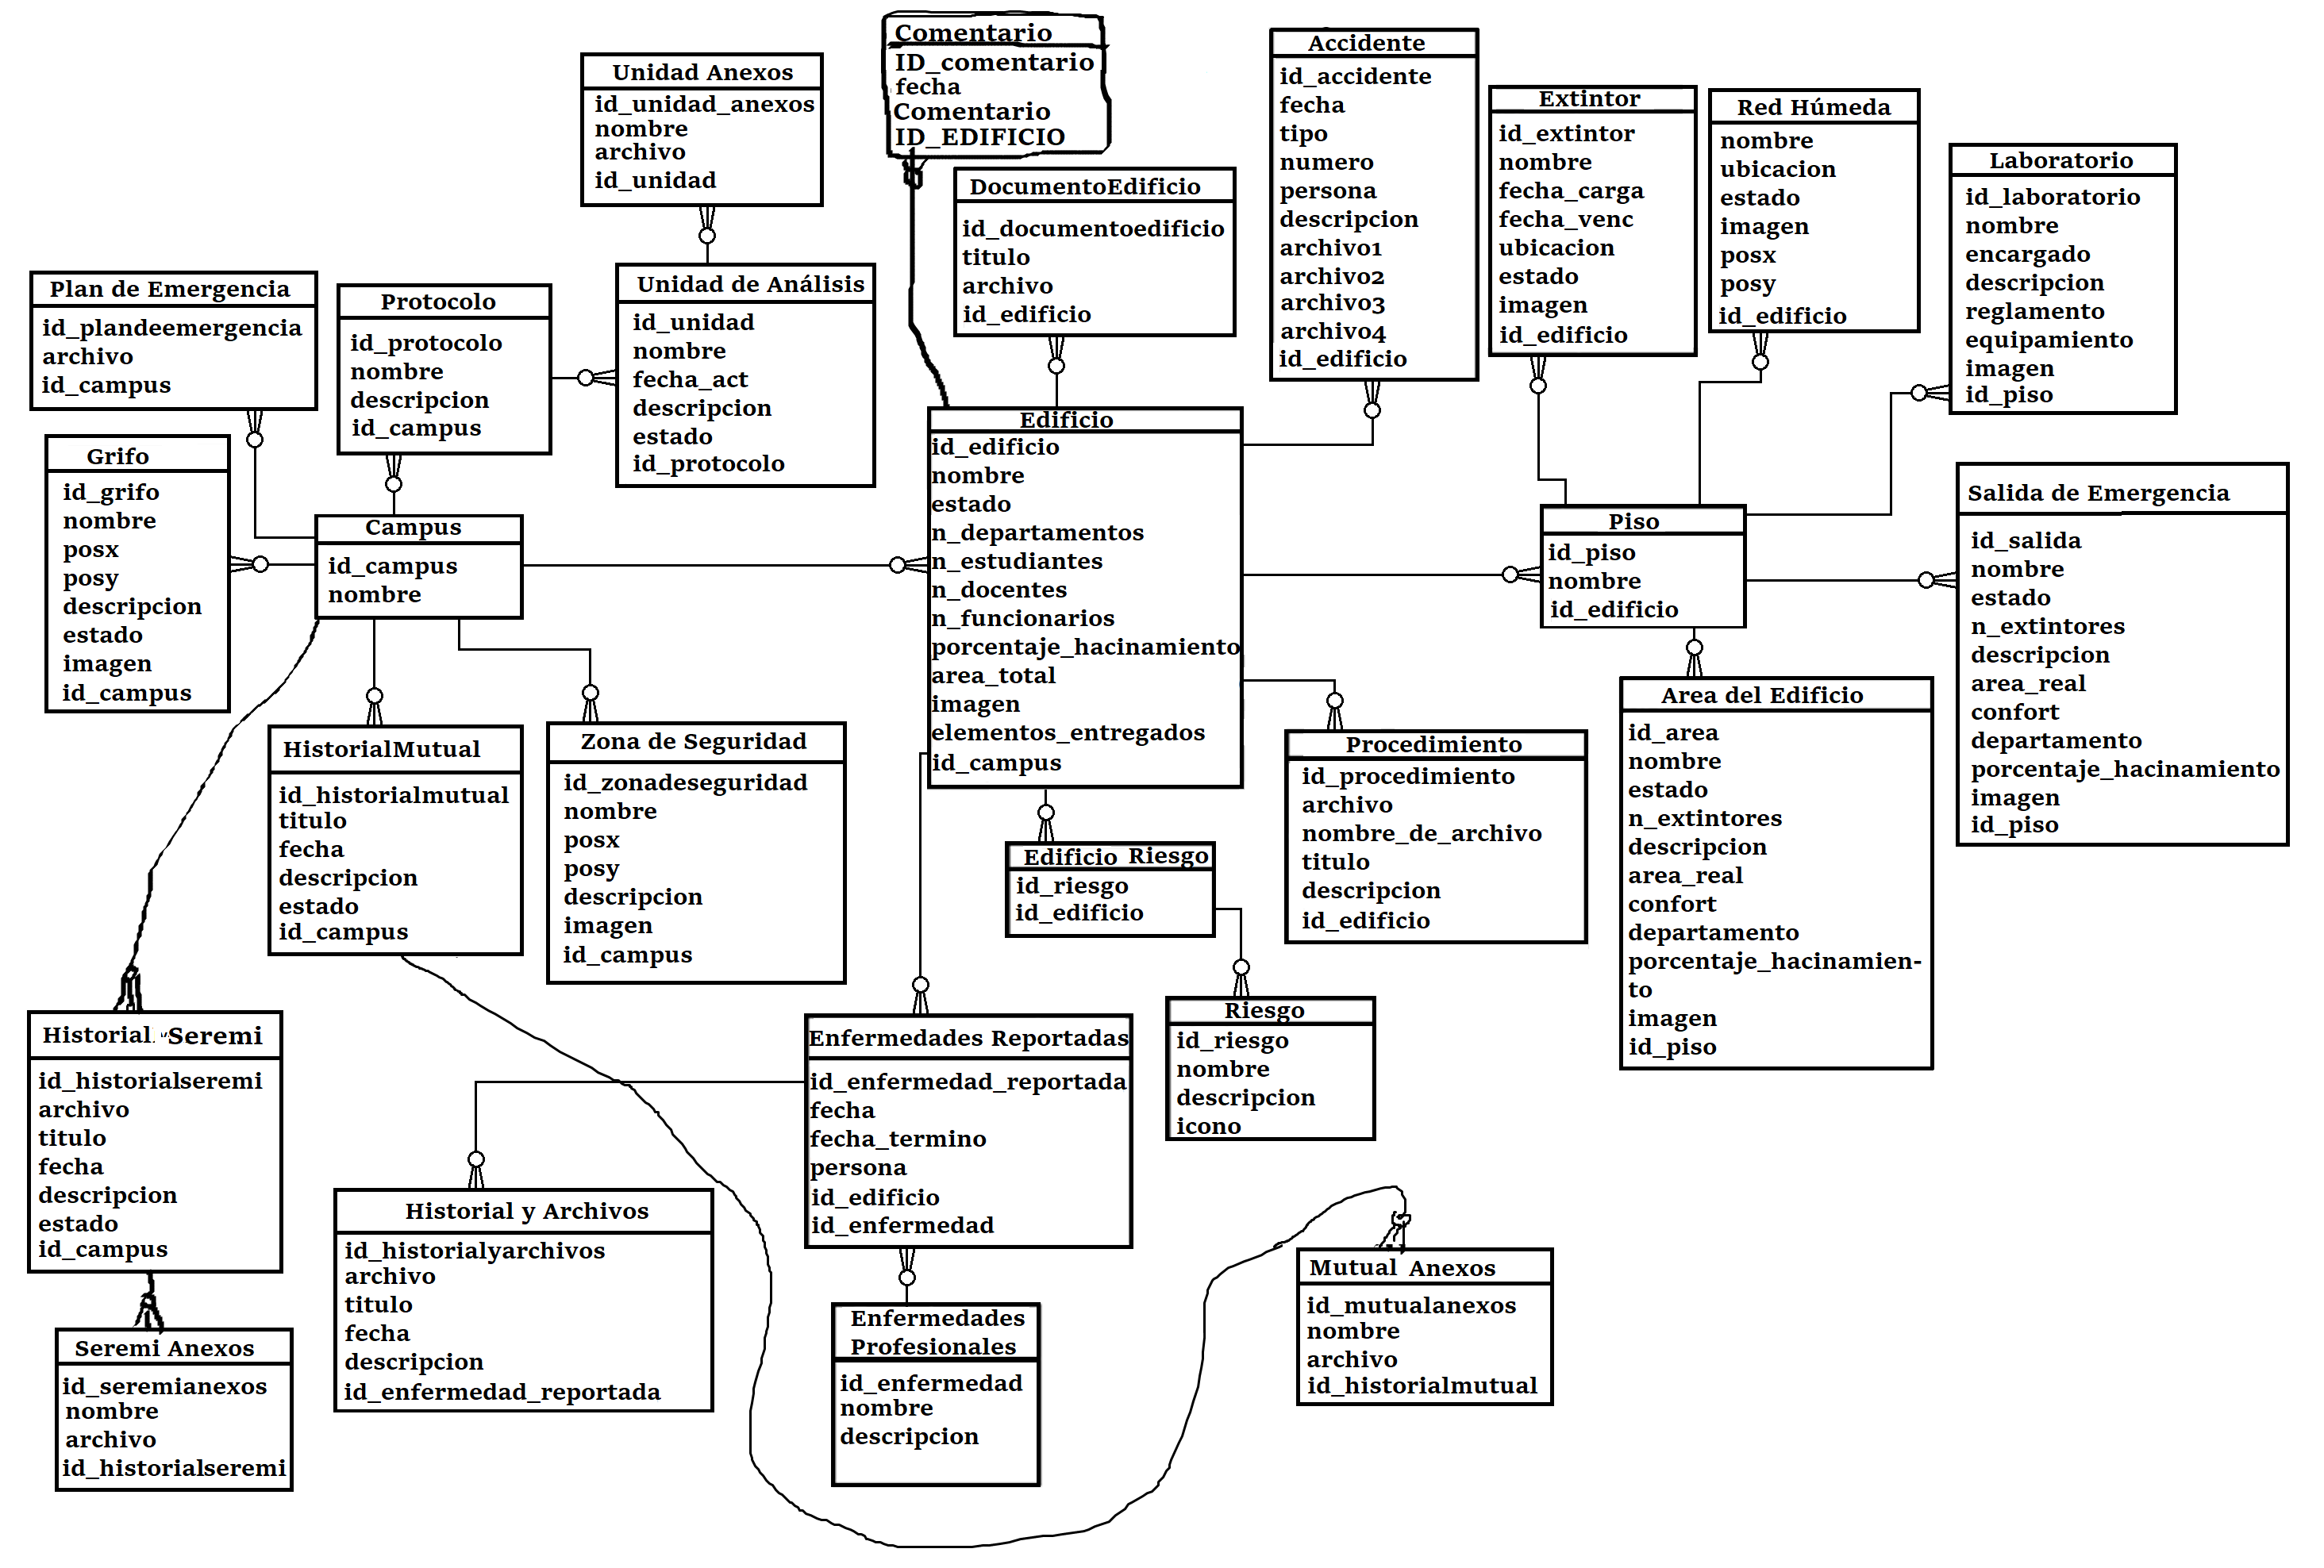 Comentario
ID_comentario
fecha
Comentario
ID_EDIFICIO
Unidad Anexos
id_unidad_anexos
nombre
archivo
id_unidad
DocumentoEdificio
id_documentoedificio
titulo
archivo
id_edificio
Accidente
id_accidente
fecha
tipo
numero
persona
descripcion
archivo1
archivo2
archivo3
archivo4
id_edificio
Extintor
id_extintor
nombre
fecha_carga
fecha_venc
ubicacion
estado
imagen
id_edificio
Red Húmeda
nombre
ubicacion
estado
imagen
posx
posy
id_edificio
Laboratorio
id_laboratorio
nombre
encargado
descripcion
reglamento
equipamiento
imagen
id_piso
Plan de Emergencia
id_plandeemergencia
archivo
id_campus
Protocolo
id_protocolo
nombre
descripcion
id_campus
Unidad de Análisis
id_unidad
nombre
fecha_act
descripcion
estado
id_protocolo
Grifo
id_grifo
nombre
posx
posy
descripcion
estado
imagen
id_campus
Campus
id_campus
nombre
Edificio
id_edificio
nombre
estado
n_departamentos
n_estudiantes
n_docentes
n_funcionarios
porcentaje_hacinamiento
area_total
imagen
elementos_entregados
id_campus
Piso
id_piso
nombre
id_edificio
Salida de Emergencia
id_salida
nombre
estado
n_extintores
descripcion
area_real
confort
departamento
porcentaje_hacinamiento
imagen
id_piso
HistorialMutual
id_historialmutual
titulo
fecha
descripcion
estado
id_campus
Zona de Seguridad
id_zonadeseguridad
nombre
posx
posy
descripcion
imagen
id_campus
Edificio Riesgo
id_riesgo
id_edificio
Procedimiento
id_procedimiento
archivo
nombre_de_archivo
titulo
descripcion
id_edificio
Area del Edificio
id_area
nombre
estado
n_extintores
descripcion
area_real
confort
departamento
porcentaje_hacinamien-
to
imagen
id_piso
Historial Seremi
id_historialseremi
archivo
titulo
fecha
descripcion
estado
id_campus
Enfermedades Reportadas
id_enfermedad_reportada
fecha
fecha_termino
persona
id_edificio
id_enfermedad
Riesgo
id_riesgo
nombre
descripcion
icono
Historial y Archivos
id_historialyarchivos
archivo
titulo
fecha
descripcion
id_enfermedad_reportada
Enfermedades
Profesionales
id_enfermedad
nombre
descripcion
Mutual Anexos
id_mutualanexos
nombre
archivo
id_historialmutual
Seremi Anexos
id_seremianexos
nombre
archivo
id_historialseremi